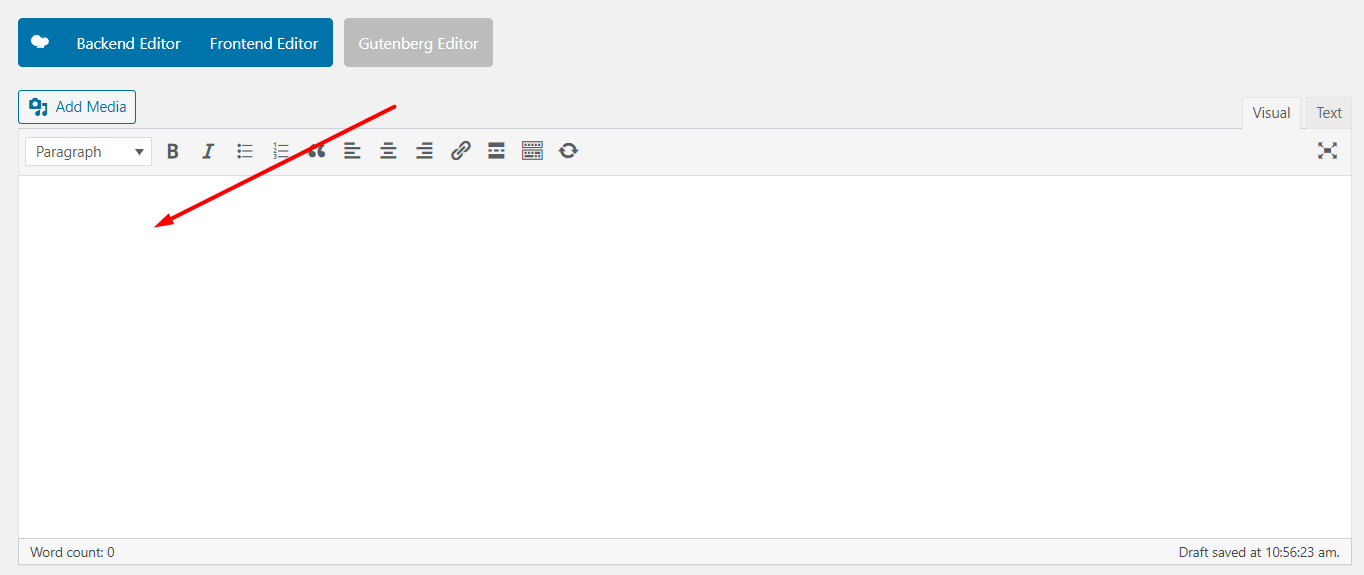 Backend Editor Frontend Editor Gutenberg Editor
Add Media
Visual Text
Paragraph
Word count: 0
Draft saved at 10:56:23 am.